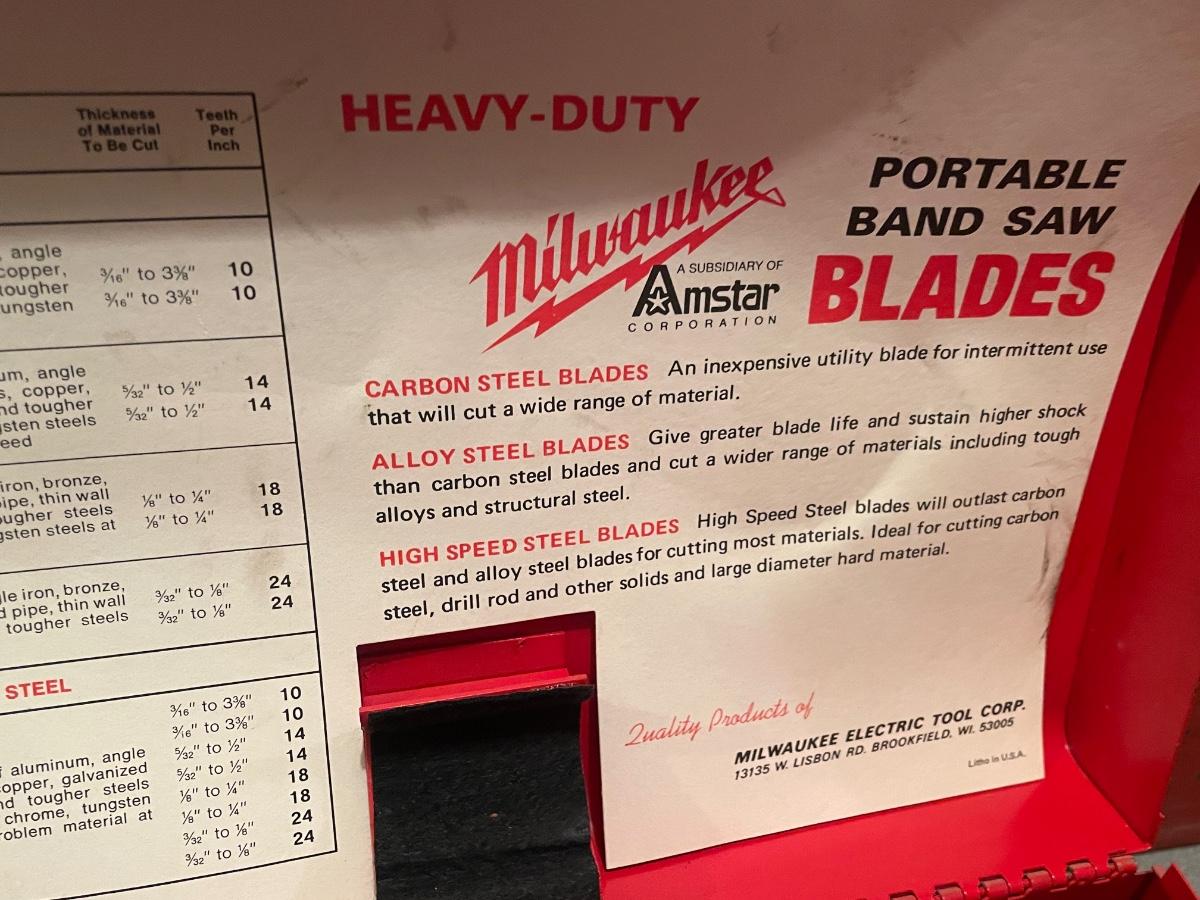 Thickness
of Material
To Be Cut
Teeth
Per
Inch
, angle
copper,
tougher
ungsten
3/16" to 3⅜" 10
3/16" to 3⅜" 10
um, angle
s, copper,
nd tougher
gsten steels
eed
5/32" to ½" 14
5/32" to ½" 14
iron, bronze,
ipe, thin wall
ougher steels
gsten steels at
⅛" to ¼" 18
⅛" to ¼" 18
le iron, bronze,
d pipe, thin wall
tougher steels
3/32" to ⅛" 24
3/32" to ⅛" 24
STEEL
f aluminum, angle
opper, galvanized
nd tougher steels
chrome, tungsten
roblem material at
3/16" to 3⅜" 10
3/16" to 3⅜" 10
5/32" to ½" 14
5/32" to ½" 14
⅛" to ¼" 18
⅛" to ¼" 18
3/32" to ⅛" 24
3/32" to ⅛" 24
HEAVY-DUTY
Milwaukee
A SUBSIDIARY OF
Amstar
CORPORATION
PORTABLE
BAND SAW
BLADES
CARBON STEEL BLADES An inexpensive utility blade for intermittent use
that will cut a wide range of material.
ALLOY STEEL BLADES Give greater blade life and sustain higher shock
than carbon steel blades and cut a wider range of materials including tough
alloys and structural steel.
HIGH SPEED STEEL BLADES High Speed Steel blades will outlast carbon
steel and alloy steel blades for cutting most materials. Ideal for cutting carbon
steel, drill rod and other solids and large diameter hard material.
Quality Products of
MILWAUKEE ELECTRIC TOOL CORP.
13135 W. LISBON RD. BROOKFIELD, WI. 53005
Litho in U.S.A.